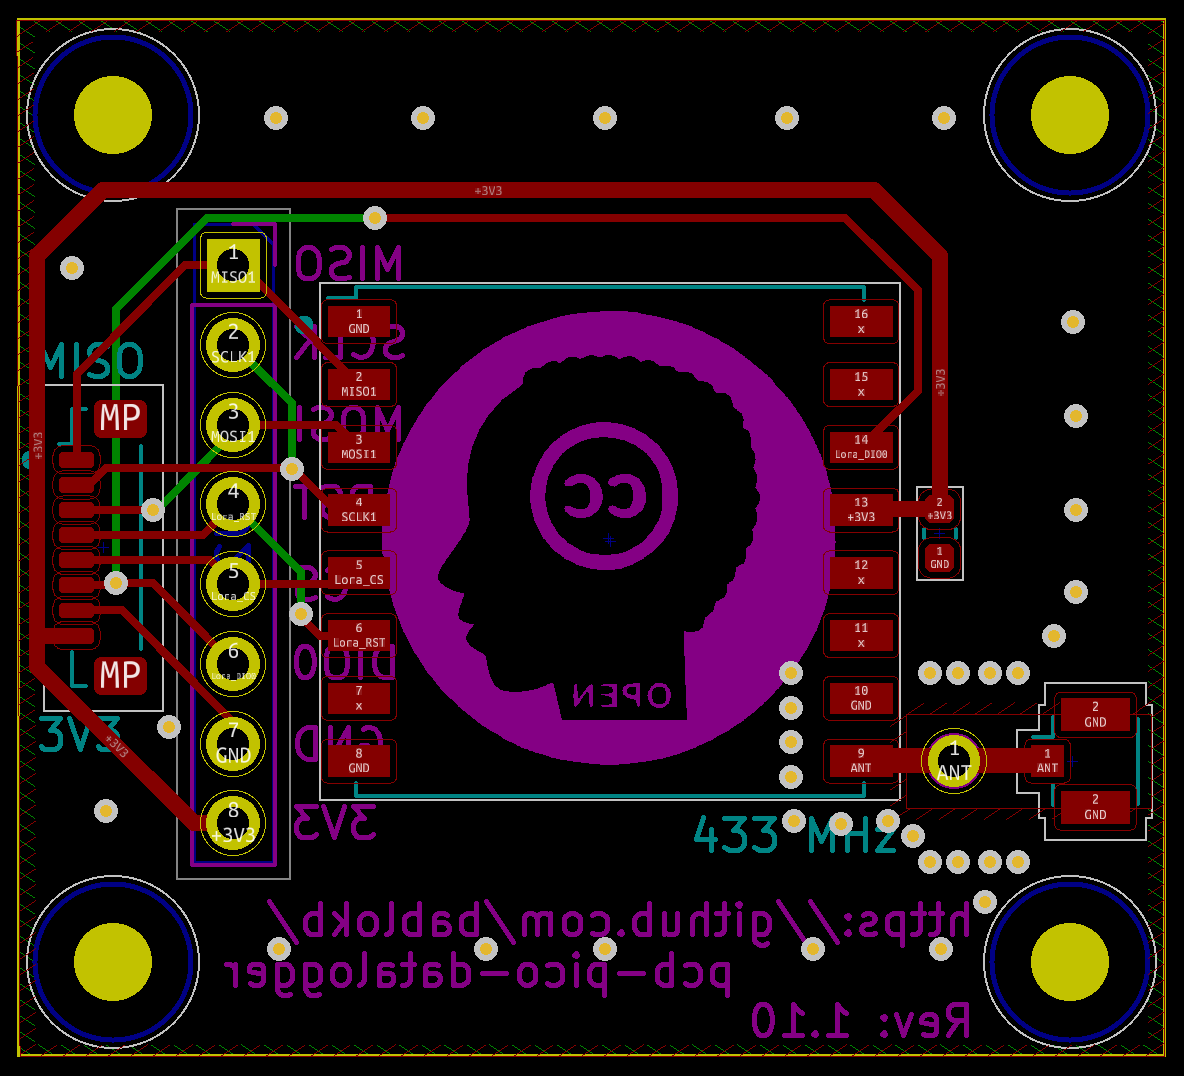 +3V3
1
MISO1
MISO
2
SCLK1
SCLK
3
MOSI1
MOSI
4
Lora_RST
RST
5
Lora_CS
CS
6
Lora_DIO0
DIO0
7
GND
GND
8
+3V3
3V3
MISO
MP
MP
3V3
+3V3
+3V3
1
GND
2
MISO1
3
MOSI1
4
SCLK1
5
Lora_CS
6
Lora_RST
7
x
8
GND
CC
OPEN
16
x
15
x
14
Lora_DIO0
13
+3V3
12
x
11
x
10
GND
9
ANT
+3V3
2
+3V3
1
GND
1
ANT
2
GND
1
ANT
2
GND
433 MHz
https://github.com/bablokb/
pcb-pico-datalogger
Rev: 1.10